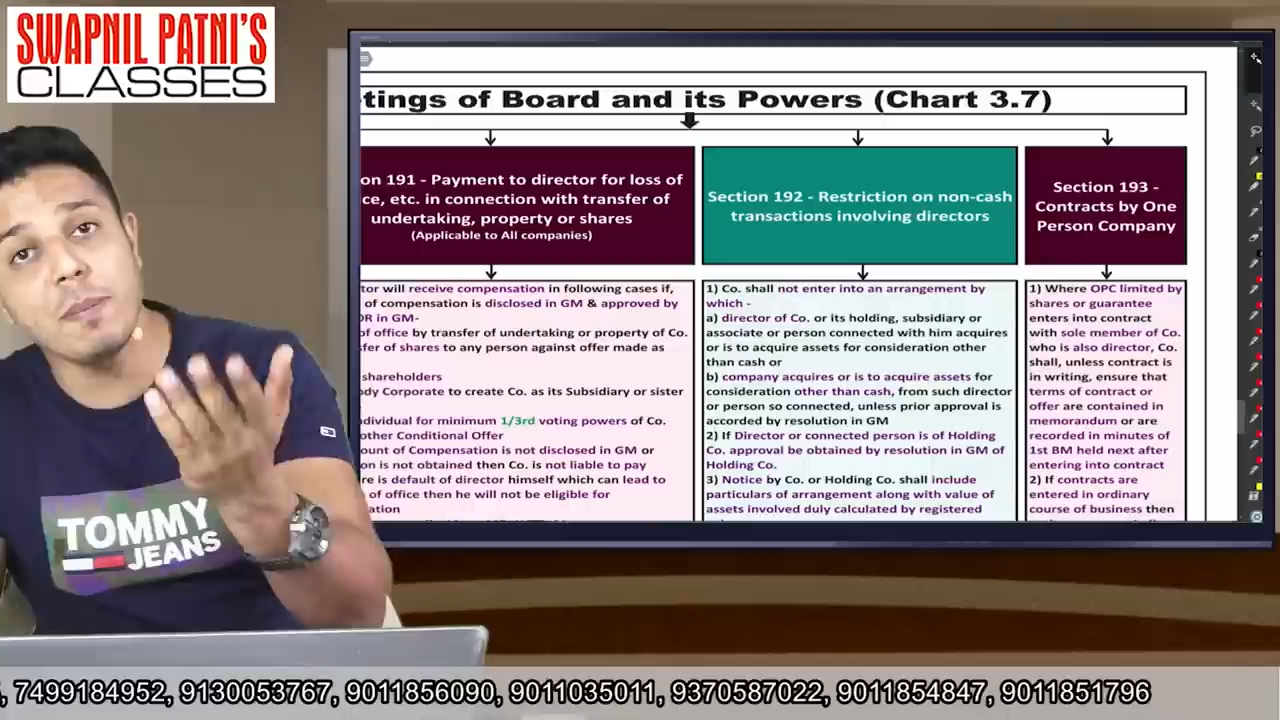 SWAPNIL PATNI'S
CLASSES
tings of Board and its Powers (Chart 3.7)
on 191 - Payment to director for loss of
ce, etc. in connection with transfer of
undertaking, property or shares
(Applicable to All companies)
tor will receive compensation in following cases if,
of compensation is disclosed in GM & approved by
OR in GM-
of office by transfer of undertaking or property of Co.
fer of shares to any person against offer made as
shareholders
ody Corporate to create Co. as its Subsidiary or sister
dividual for minimum 1/3rd voting powers of Co.
other Conditional Offer
ount of Compensation is not disclosed in GM or
on is not obtained then Co. is not liable to pay
re is default of director himself which can lead to
of office then he will not be eligible for
ation
Section 192 - Restriction on non-cash
transactions involving directors
1) Co. shall not enter into an arrangement by
which -
a) director of Co. or its holding, subsidiary or
associate or person connected with him acquires
or is to acquire assets for consideration other
than cash or
b) company acquires or is to acquire assets for
consideration other than cash, from such director
or person so connected, unless prior approval is
accorded by resolution in GM
2) If Director or connected person is of Holding
Co. approval be obtained by resolution in GM of
Holding Co.
3) Notice by Co. or Holding Co. shall include
particulars of arrangement along with value of
assets involved duly calculated by registered
Section 193 -
Contracts by One
Person Company
1) Where OPC limited by
shares or guarantee
enters into contract
with sole member of Co.
who is also director, Co.
shall, unless contract is
in writing, ensure that
terms of contract or
offer are contained in
memorandum or are
recorded in minutes of
1st BM held next after
entering into contract
2) If contracts are
entered in ordinary
course of business then
TOMMY
JEANS
, 7499184952, 9130053767, 9011856090, 9011035011, 9370587022, 9011854847, 9011851796